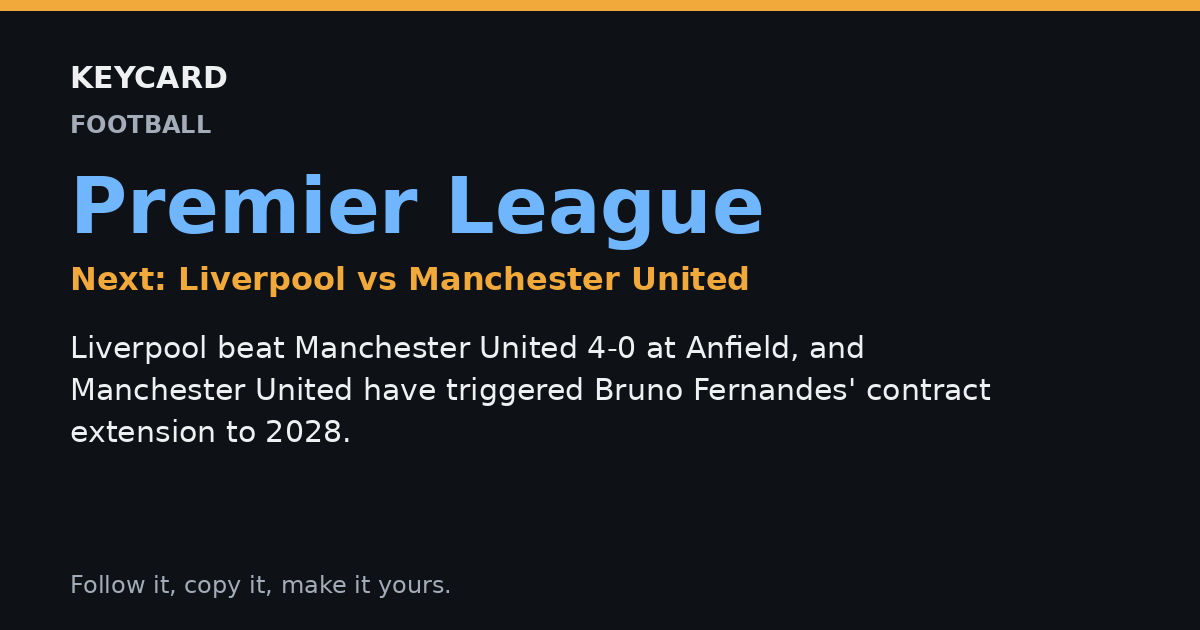 KEYCARD
FOOTBALL
Premier League
Next: Liverpool vs Manchester United
Liverpool beat Manchester United 4-0 at Anfield, and
Manchester United have triggered Bruno Fernandes' contract
extension to 2028.
Follow it, copy it, make it yours.